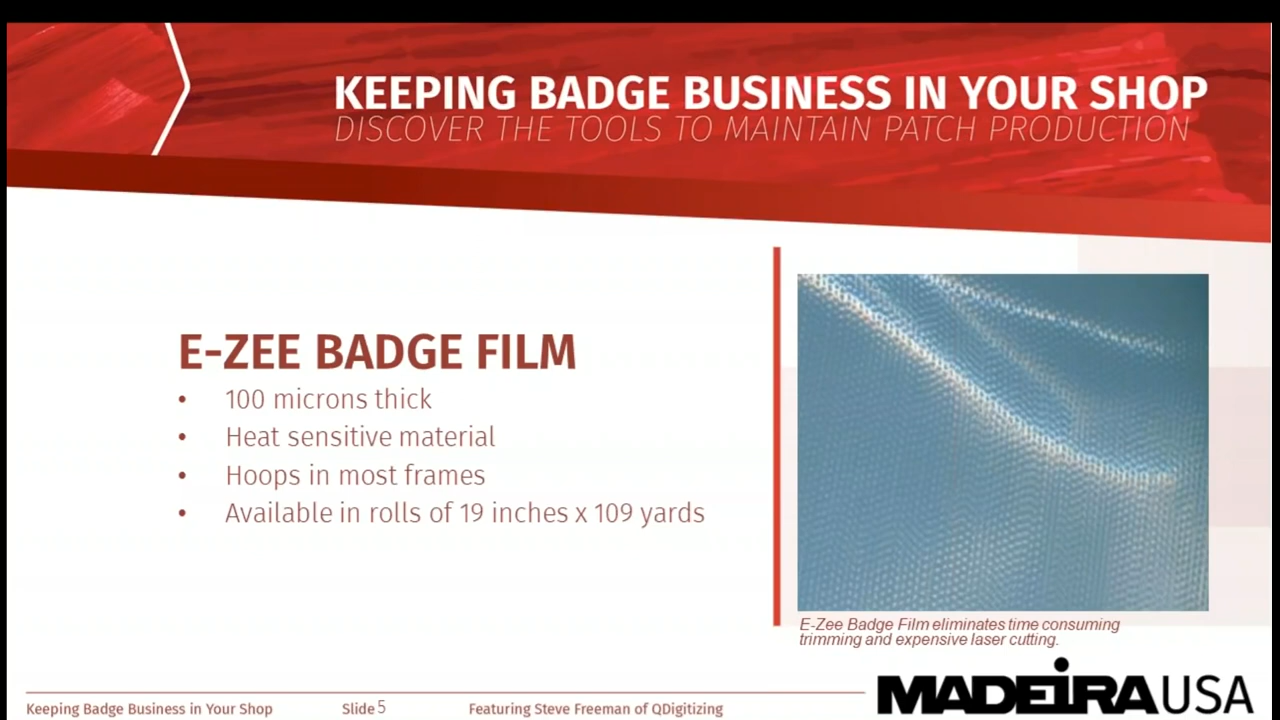 KEEPING BADGE BUSINESS IN YOUR SHOP
DISCOVER THE TOOLS TO MAINTAIN PATCH PRODUCTION
E-ZEE BADGE FILM
• 100 microns thick
• Heat sensitive material
• Hoops in most frames
• Available in rolls of 19 inches x 109 yards
E-Zee Badge Film eliminates time consuming
trimming and expensive laser cutting.
Keeping Badge Business in Your Shop Slide 5 Featuring Steve Freeman of QDigitizing
MADEIRA USA